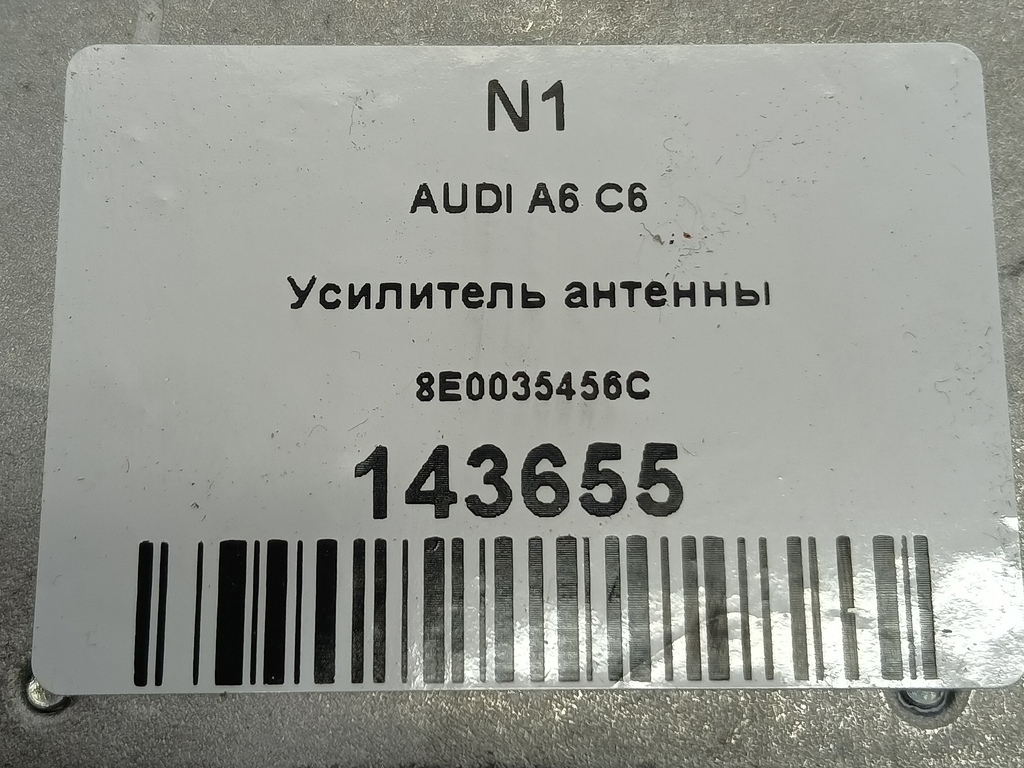 N1
AUDI A6 C6
Усилитель антенны
8E0035456C
143655